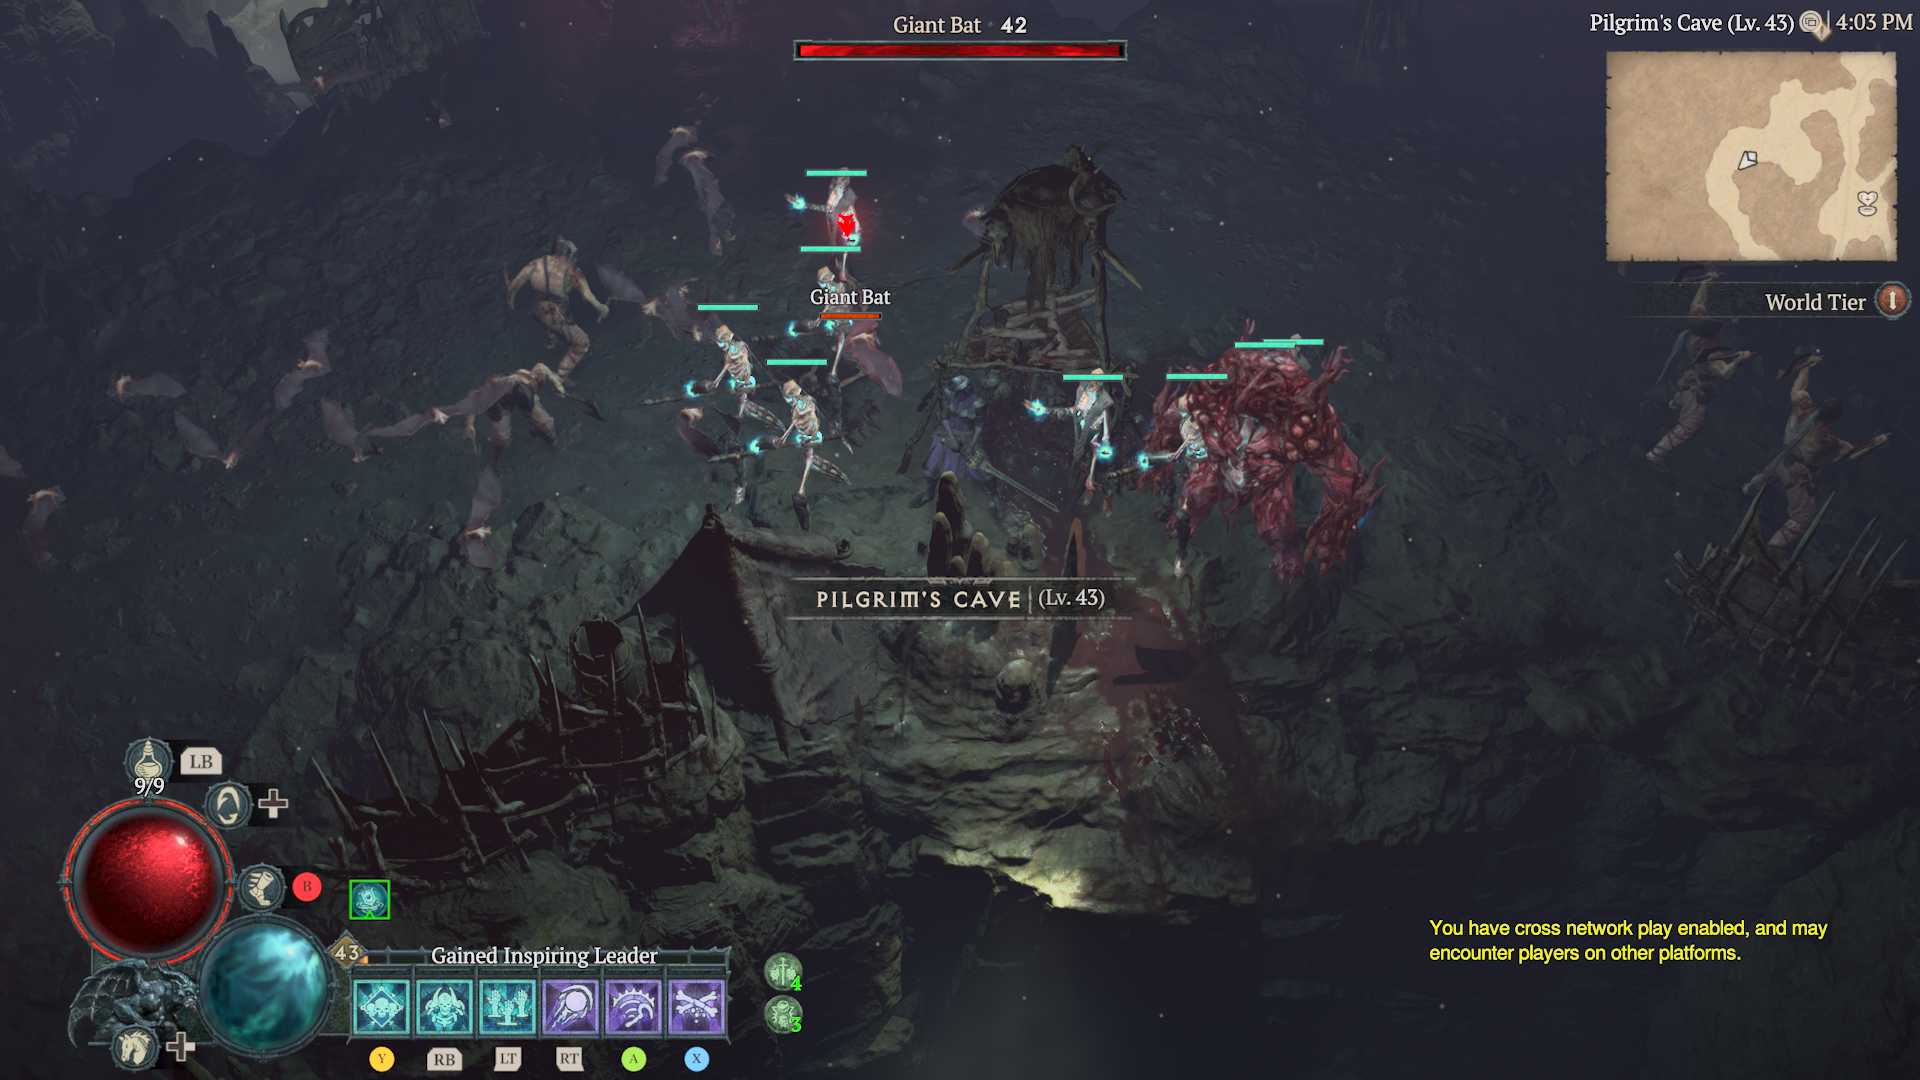 Giant Bat 42
Pilgrim's Cave (Lv. 43) 4:03 PM
World Tier
Giant Bat
PILGRIM'S CAVE (Lv. 43)
LB
9/9
B
You have cross network play enabled, and may
encounter players on other platforms.
43 Gained Inspiring Leader
4
3
Y RB LT RT A X